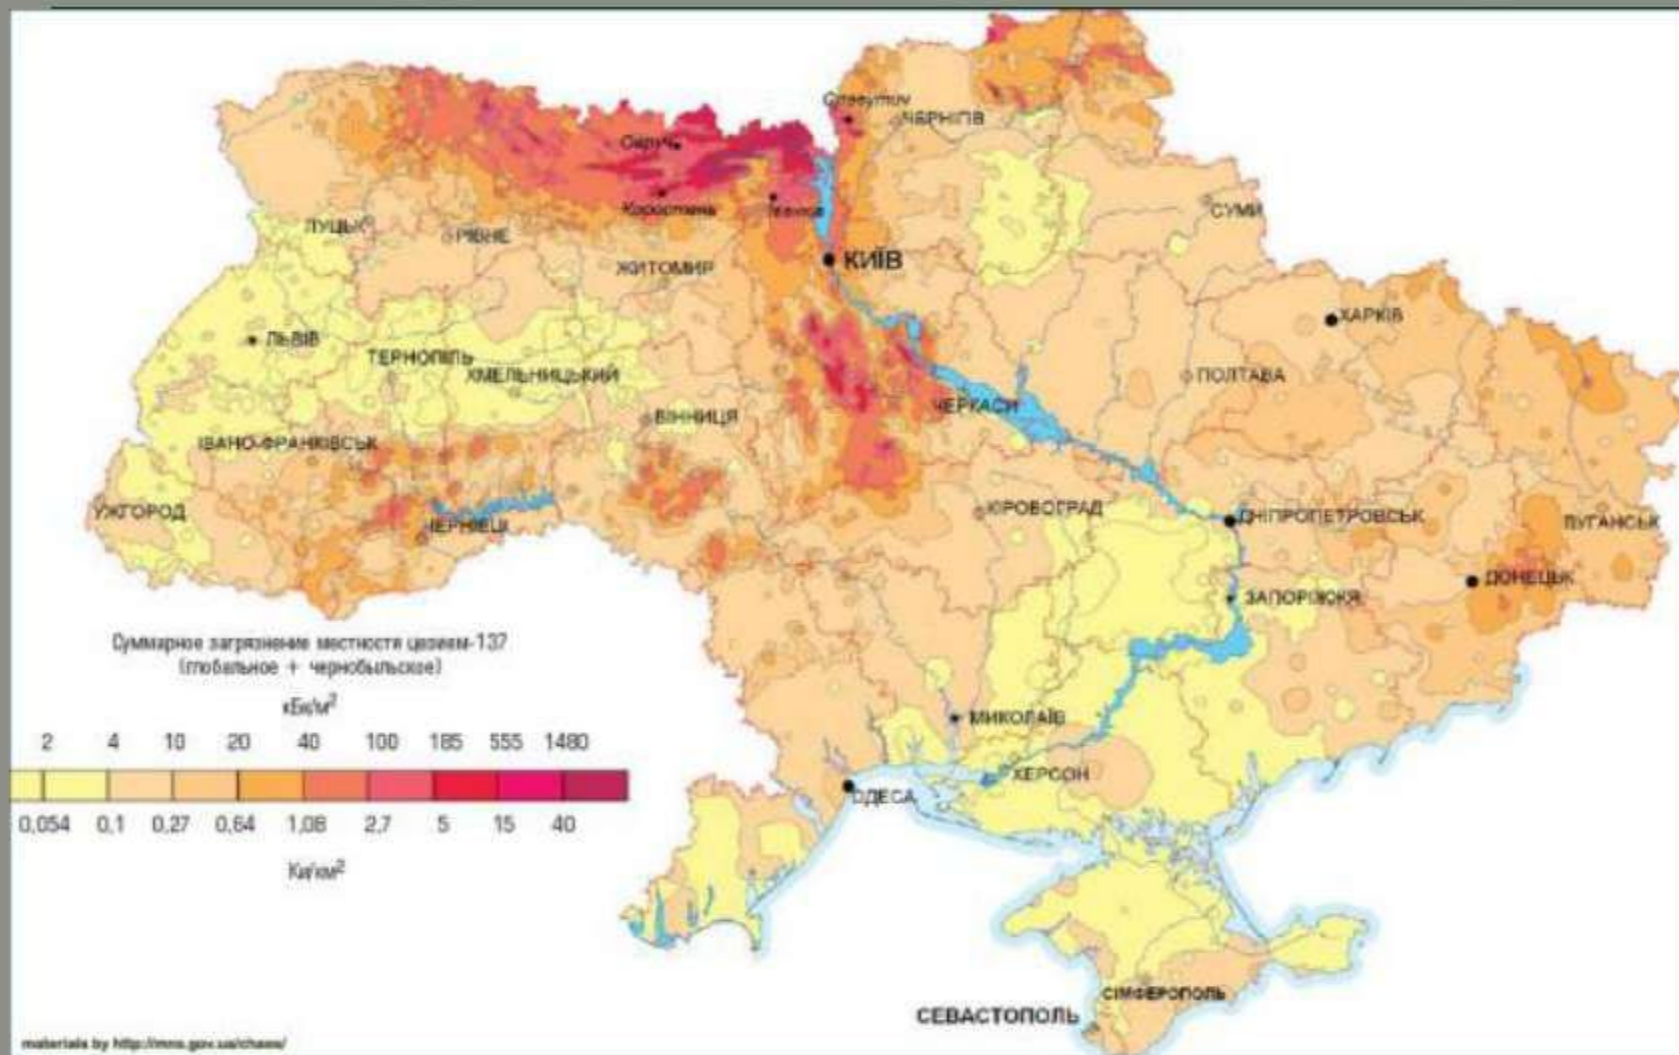 Славутич
ЧЕРНІГІВ
Овруч
Коростень
СУМИ
ЛУЦЬК
РІВНЕ
КИЇВ
ЖИТОМИР
ХАРКІВ
ЛЬВІВ
ТЕРНОПІЛЬ
ХМЕЛЬНИЦЬКИЙ
ПОЛТАВА
ЧЕРКАСИ
ВІННИЦЯ
ІВАНО-ФРАНКІВСЬК
УЖГОРОД
КІРОВОГРАД
ДНІПРОПЕТРОВСЬК
ЛУГАНСЬК
ДОНЕЦЬК
ЗАПОРІЖЖЯ
Суммарное загрязнение местности цезием-137
(глобальное + чернобыльское)
кБк/м²
2 4 10 20 40 100 185 555 1480
0,054 0,1 0,27 0,64 1,08 2,7 5 15 40
Ки/км²
МИКОЛАЇВ
ХЕРСОН
ОДЕСА
СІМФЕРОПОЛЬ
СЕВАСТОПОЛЬ
materials by http://mns.gov.ua/chaes/